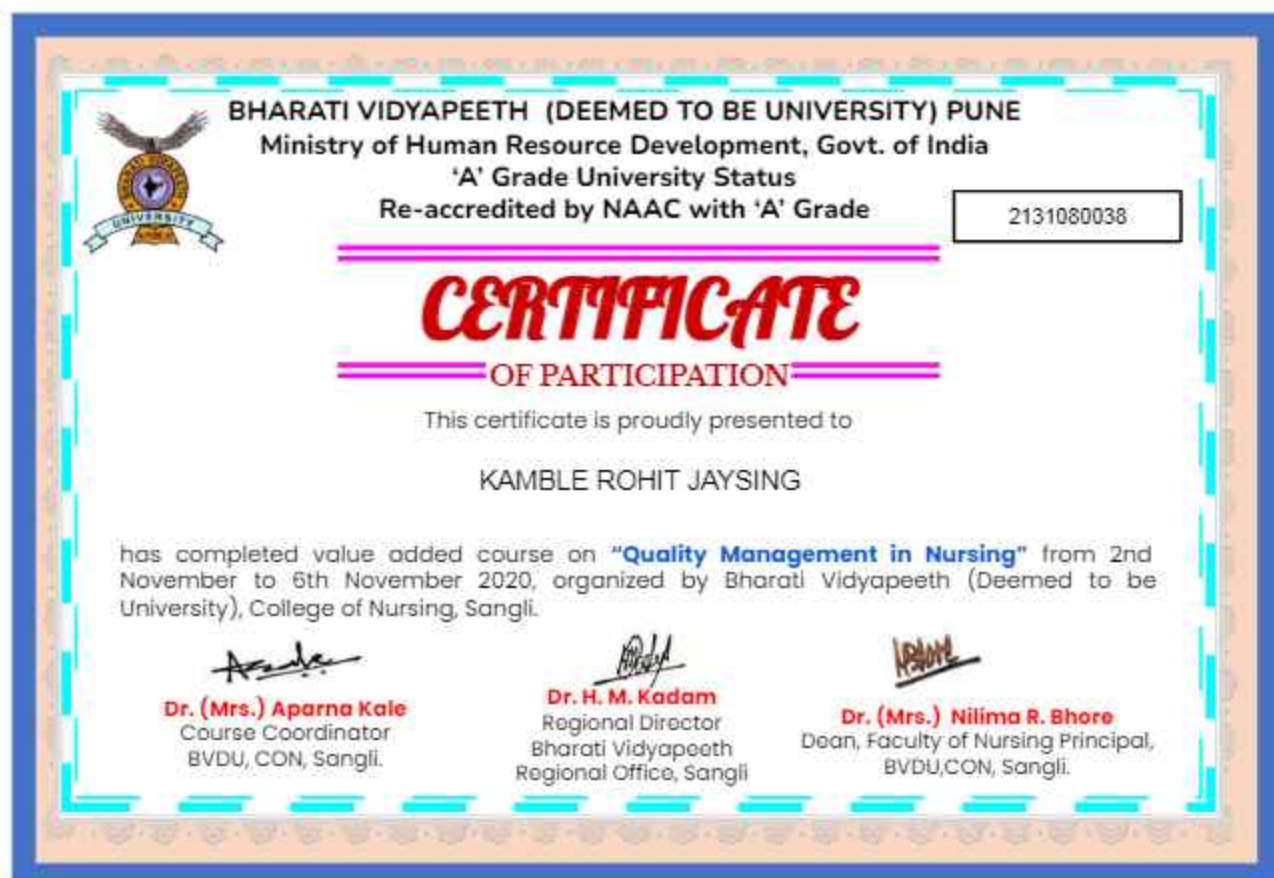 BHARATI VIDYAPEETH (DEEMED TO BE UNIVERSITY) PUNE
Ministry of Human Resource Development, Govt. of India
‘A’ Grade University Status
Re-accredited by NAAC with ‘A’ Grade
2131080038
BHARATI VIDYAPEETH
UNIVERSITY
CERTIFICATE
OF PARTICIPATION
This certificate is proudly presented to
KAMBLE ROHIT JAYSING
has completed value added course on “Quality Management in Nursing” from 2nd
November to 6th November 2020, organized by Bharati Vidyapeeth (Deemed to be
University), College of Nursing, Sangli.
Dr. (Mrs.) Aparna Kale
Course Coordinator
BVDU, CON, Sangli.
Dr. H. M. Kadam
Regional Director
Bharati Vidyapeeth
Regional Office, Sangli
Dr. (Mrs.) Nilima R. Bhore
Dean, Faculty of Nursing Principal,
BVDU,CON, Sangli.